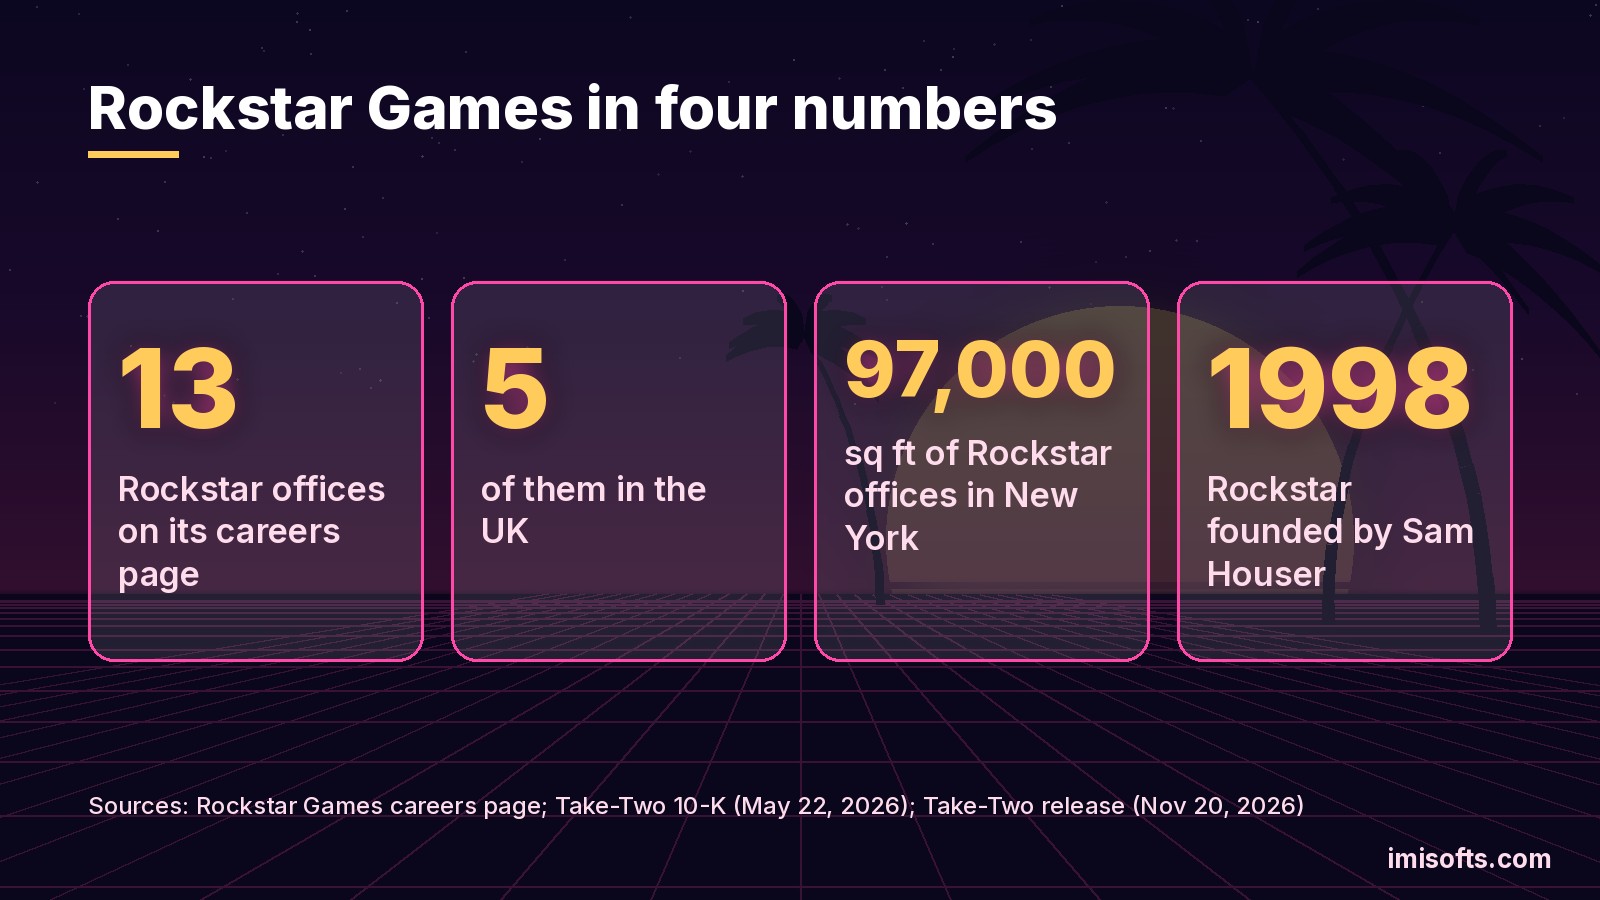 Rockstar Games in four numbers
13
Rockstar offices
on its careers
page
5
of them in the
UK
97,000
sq ft of Rockstar
offices in New
York
1998
Rockstar
founded by Sam
Houser
Sources: Rockstar Games careers page; Take-Two 10-K (May 22, 2026); Take-Two release (Nov 20, 2026)
imisofts.com